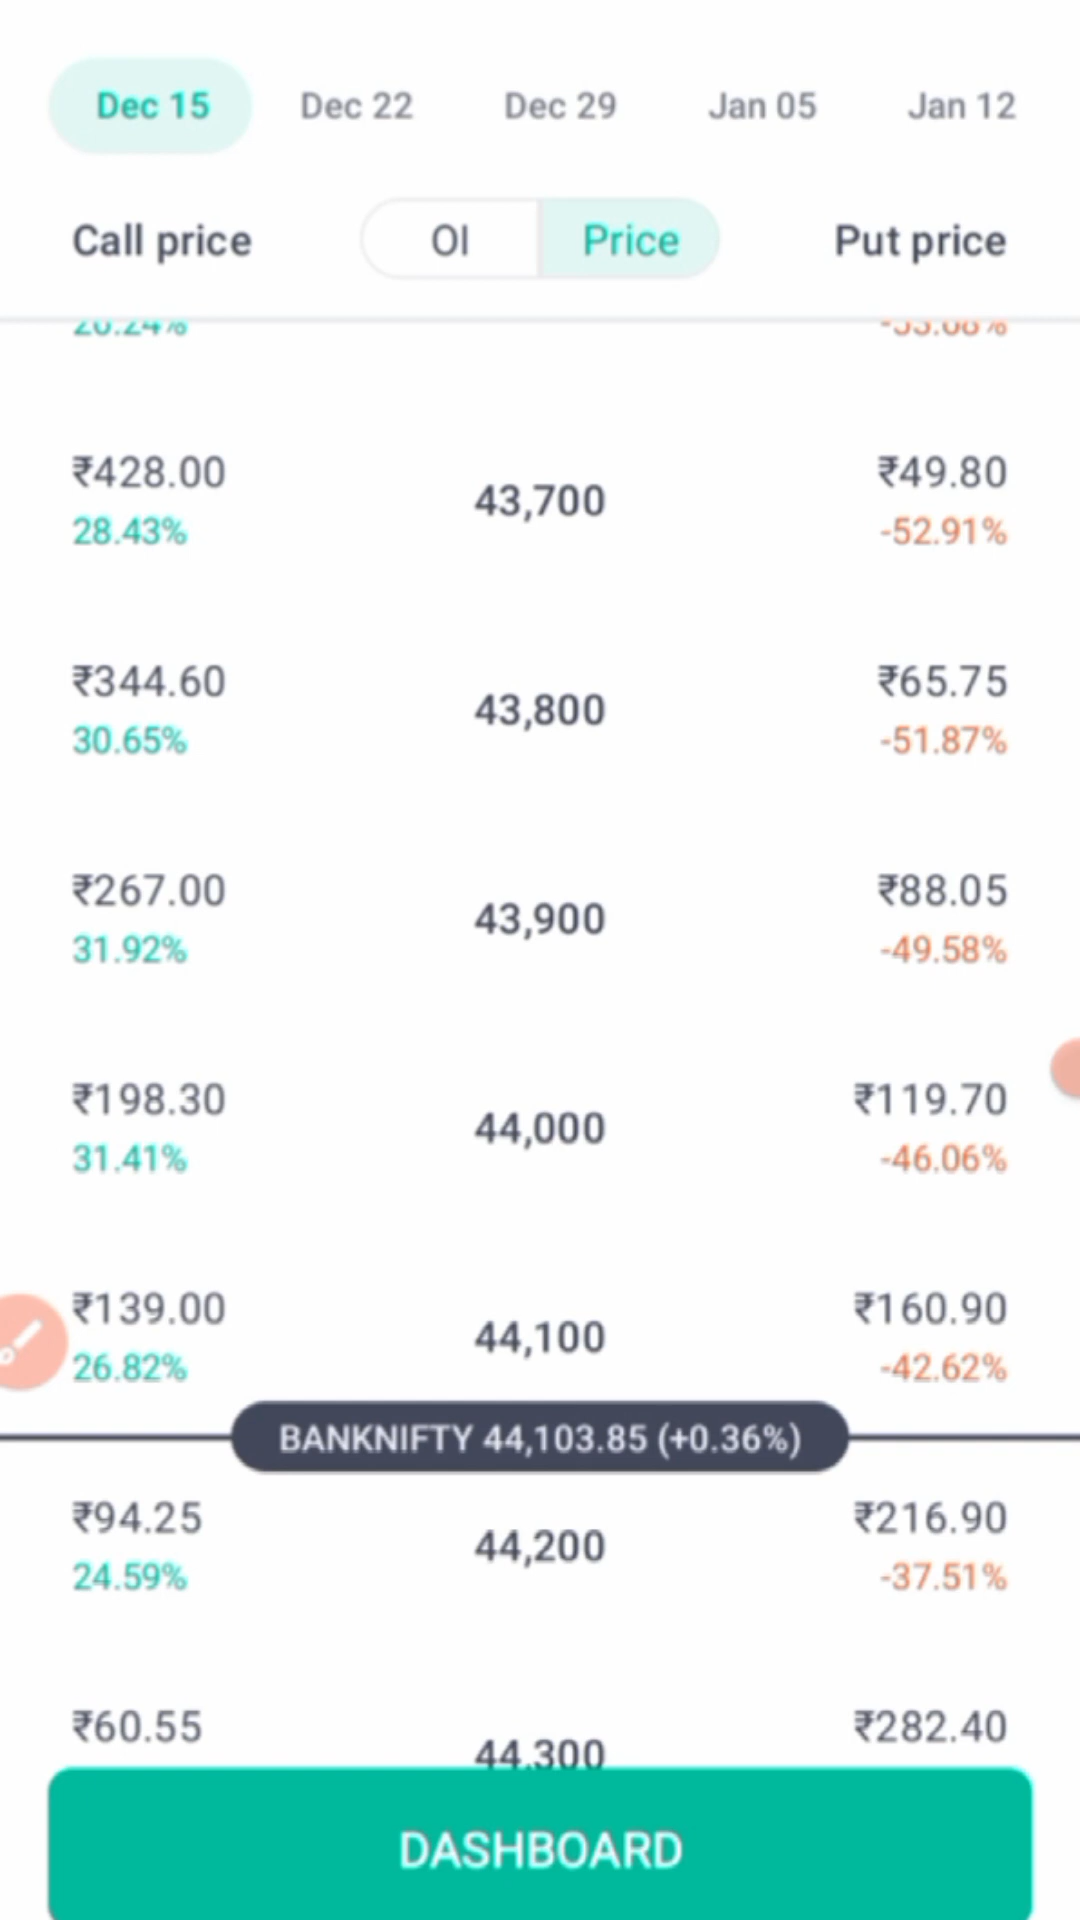 Dec 15 Dec 22 Dec 29 Jan 05 Jan 12
Call price OI Price Put price
₹428.00 43,700 ₹49.80
28.43% -52.91%
₹344.60 43,800 ₹65.75
30.65% -51.87%
₹267.00 43,900 ₹88.05
31.92% -49.58%
₹198.30 44,000 ₹119.70
31.41% -46.06%
₹139.00 44,100 ₹160.90
26.82% -42.62%
BANKNIFTY 44,103.85 (+0.36%)
₹94.25 44,200 ₹216.90
24.59% -37.51%
₹60.55 44,300 ₹282.40
DASHBOARD